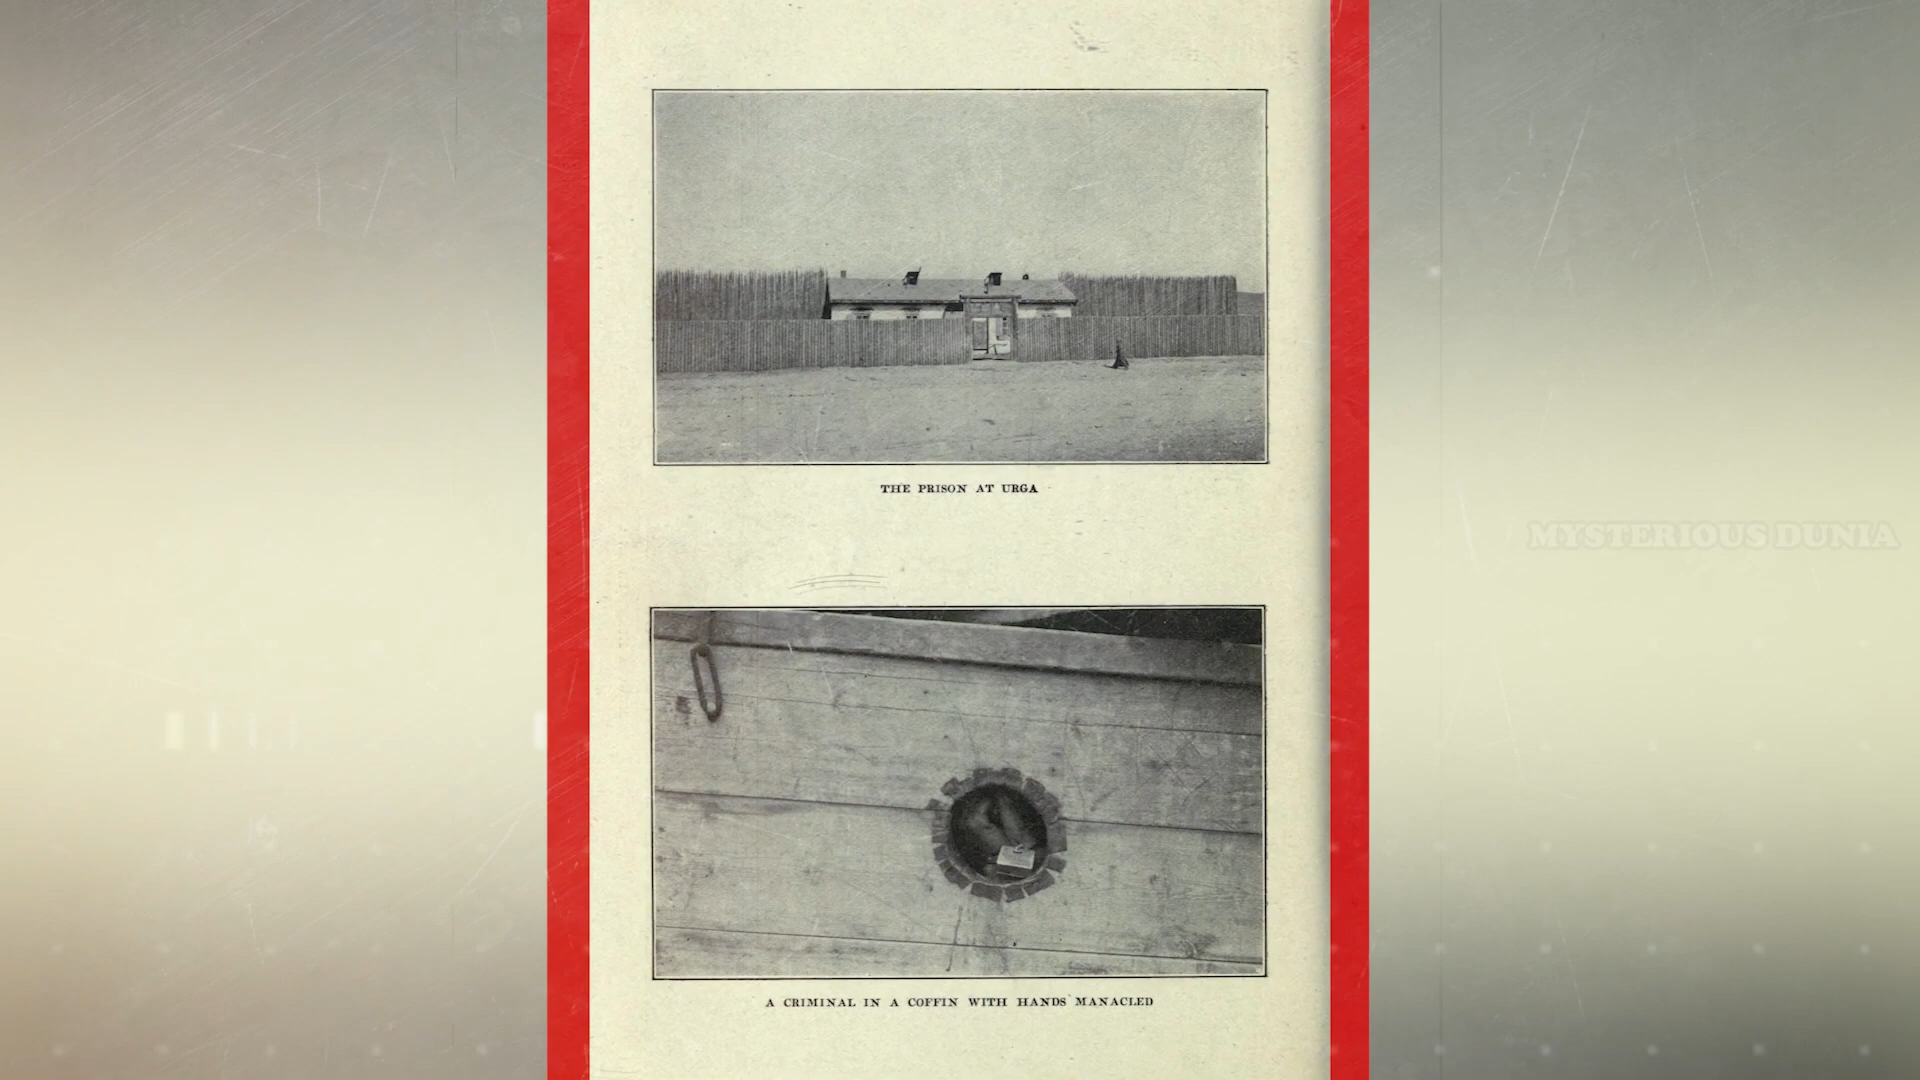 THE PRISON AT URGA
MYSTERIOUS DUNIA
A CRIMINAL IN A COFFIN WITH HANDS MANACLED